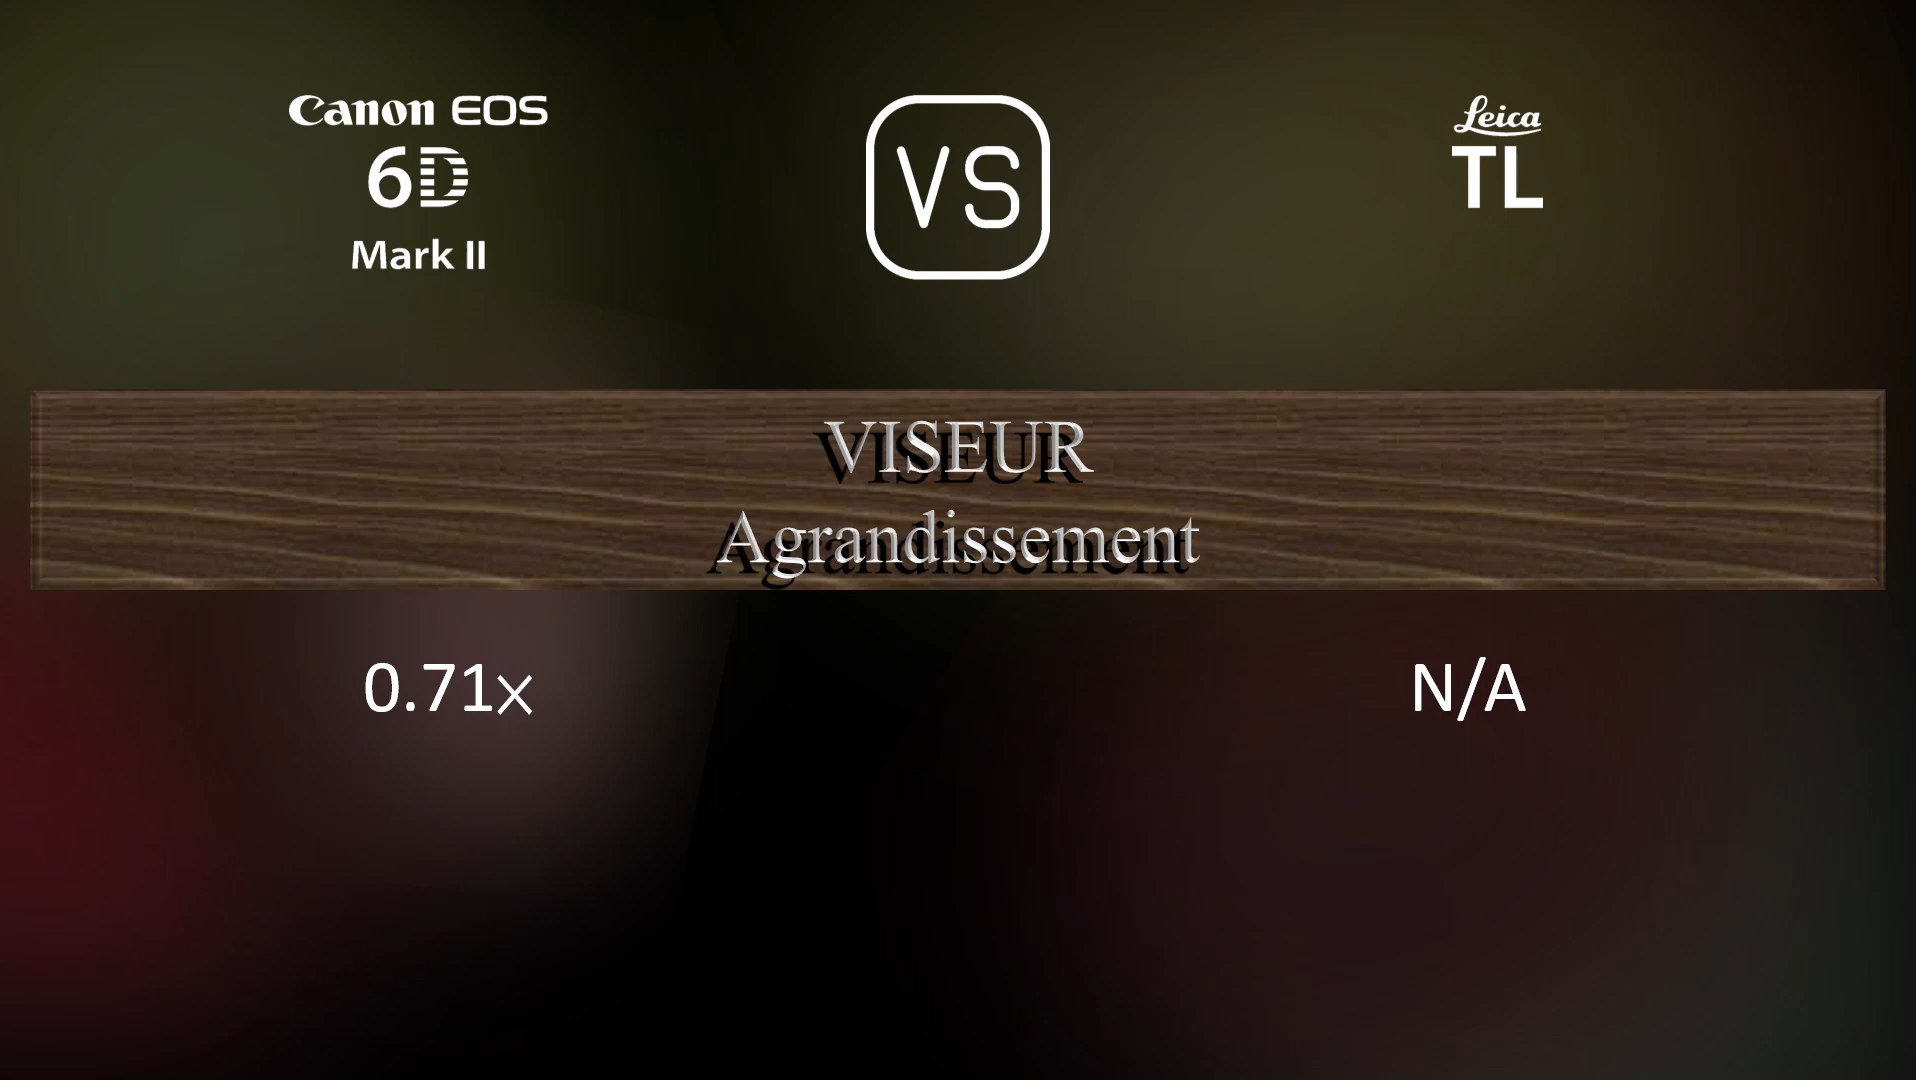 Canon EOS
6D
Mark II
VS
Leica
TL
VISEUR
Agrandissement
0.71x
N/A